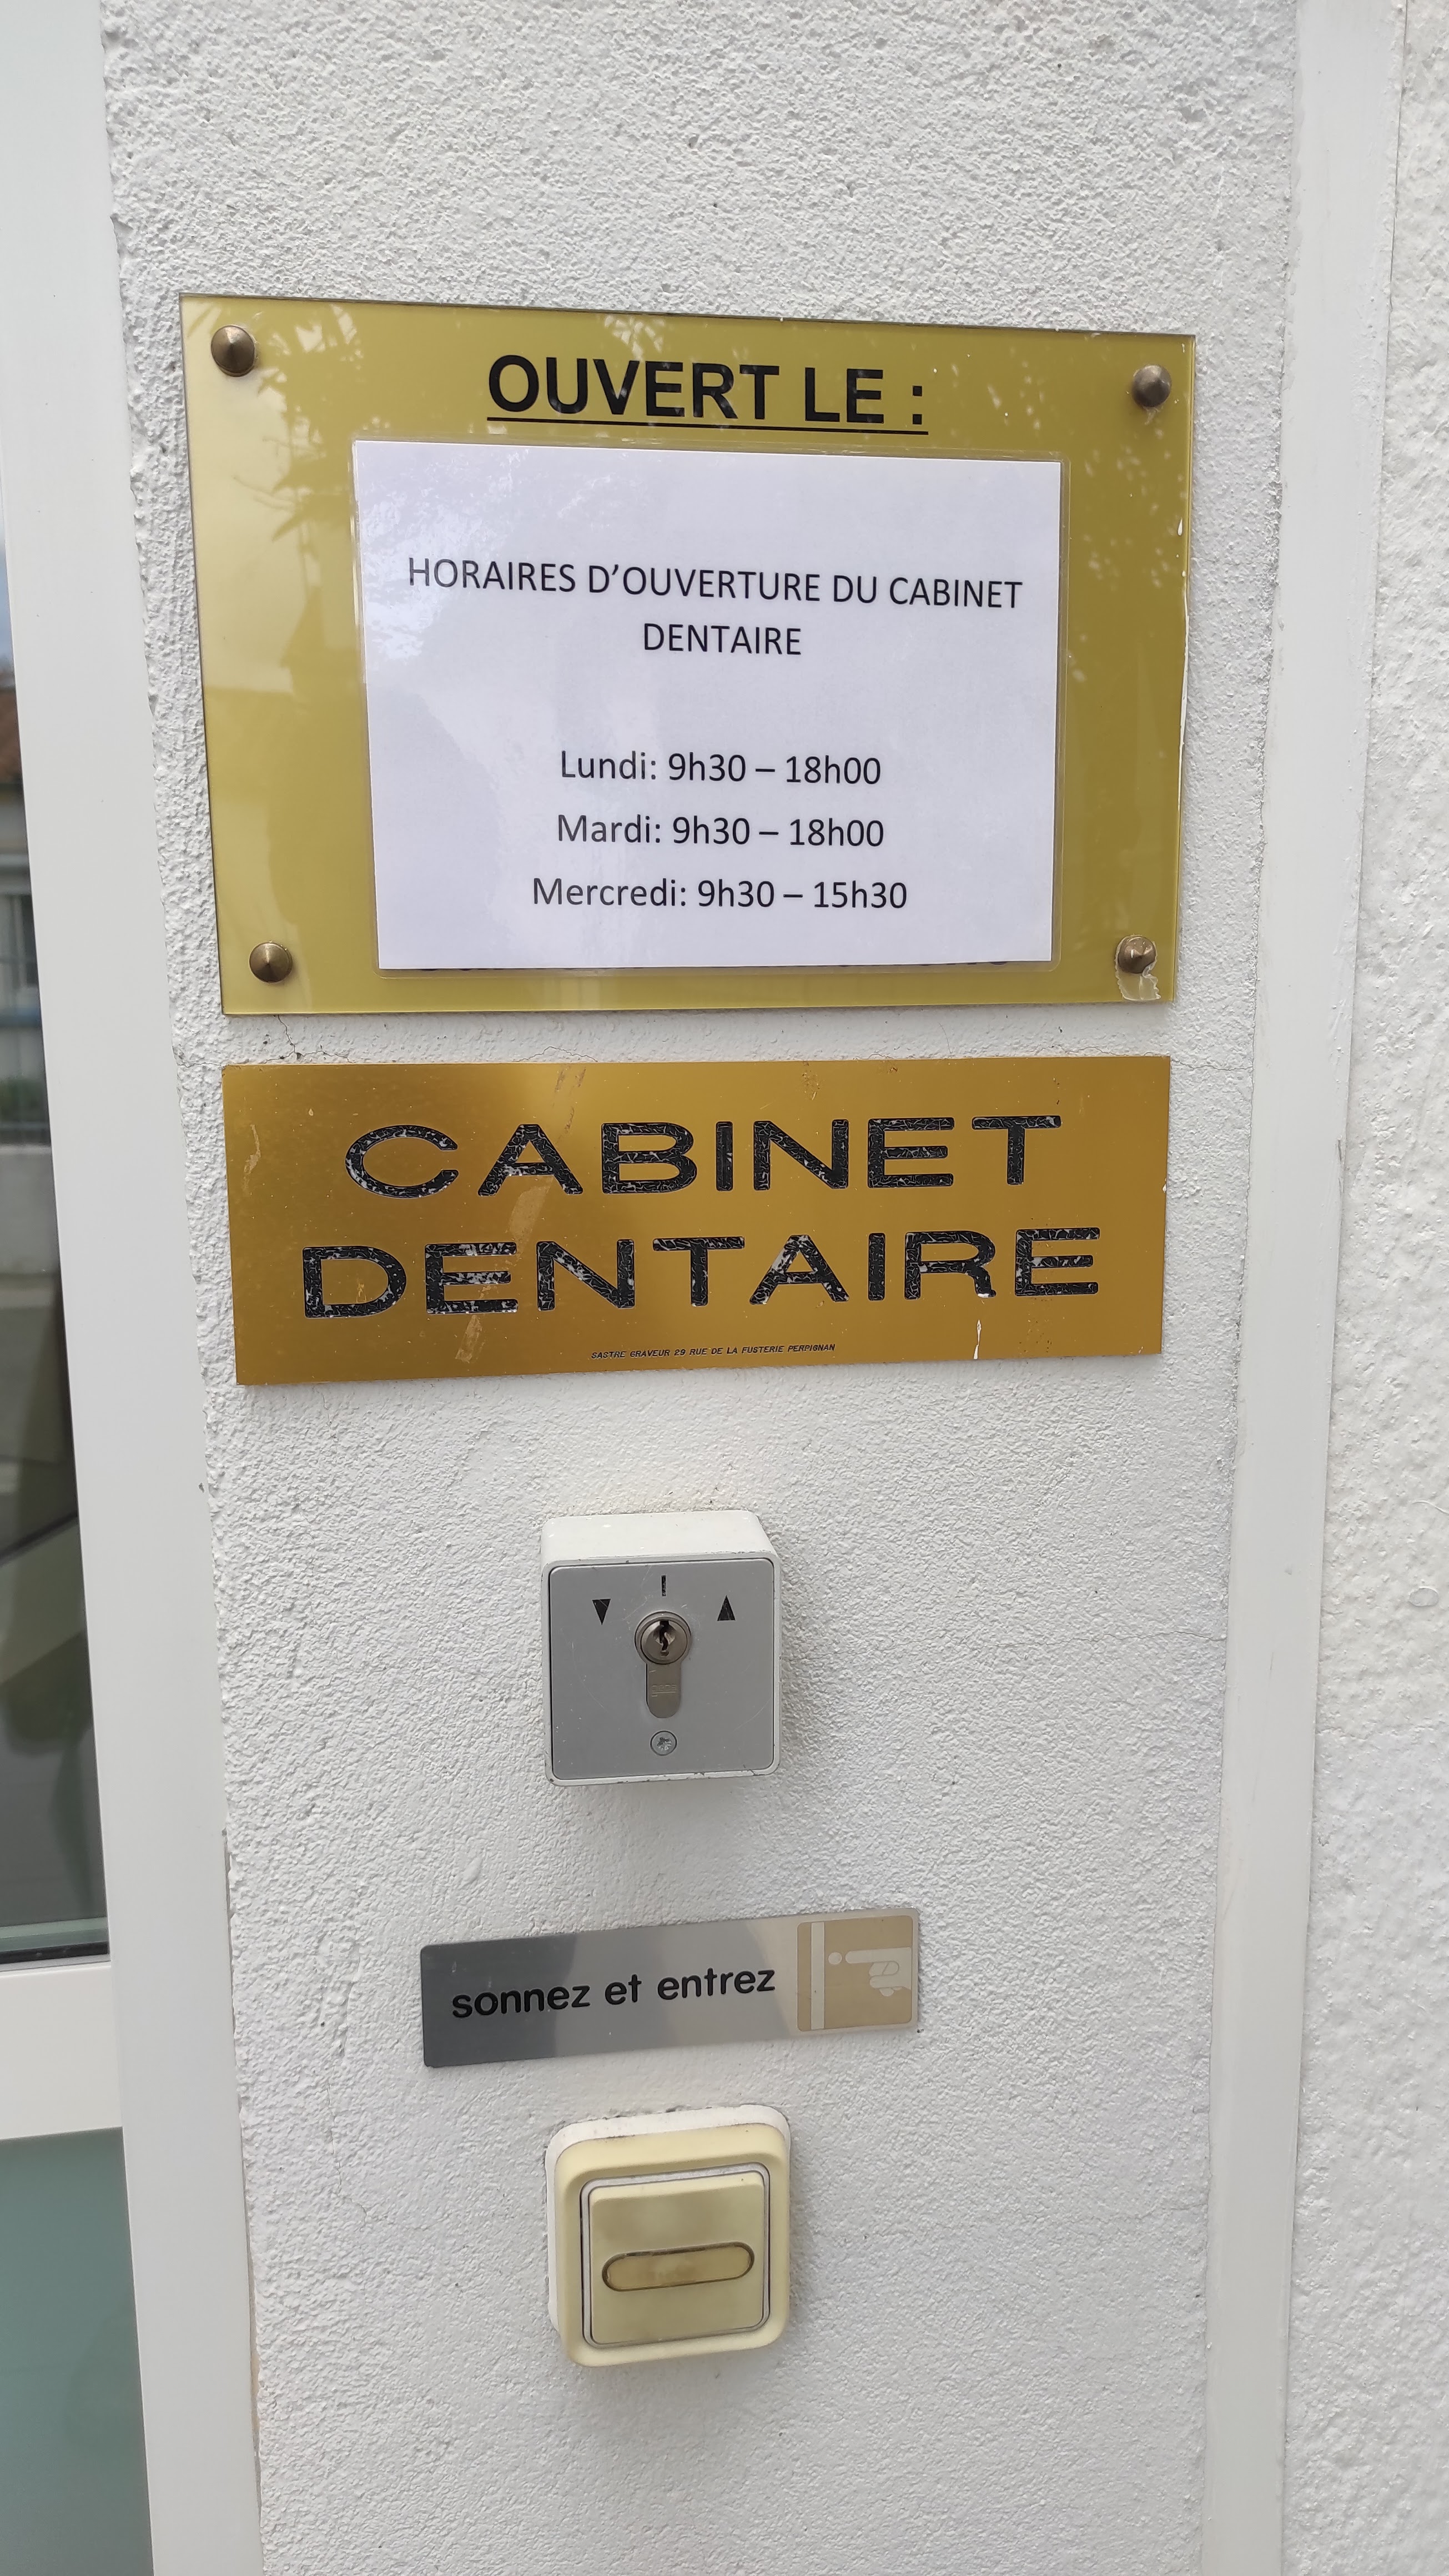 OUVERT LE :
HORAIRES D'OUVERTURE DU CABINET
DENTAIRE
Lundi: 9h30 – 18h00
Mardi: 9h30 – 18h00
Mercredi: 9h30 – 15h30
CABINET
DENTAIRE
SASTRE GRAVEUR 29 RUE DE LA FUSTERIE PERPIGNAN
sonnez et entrez